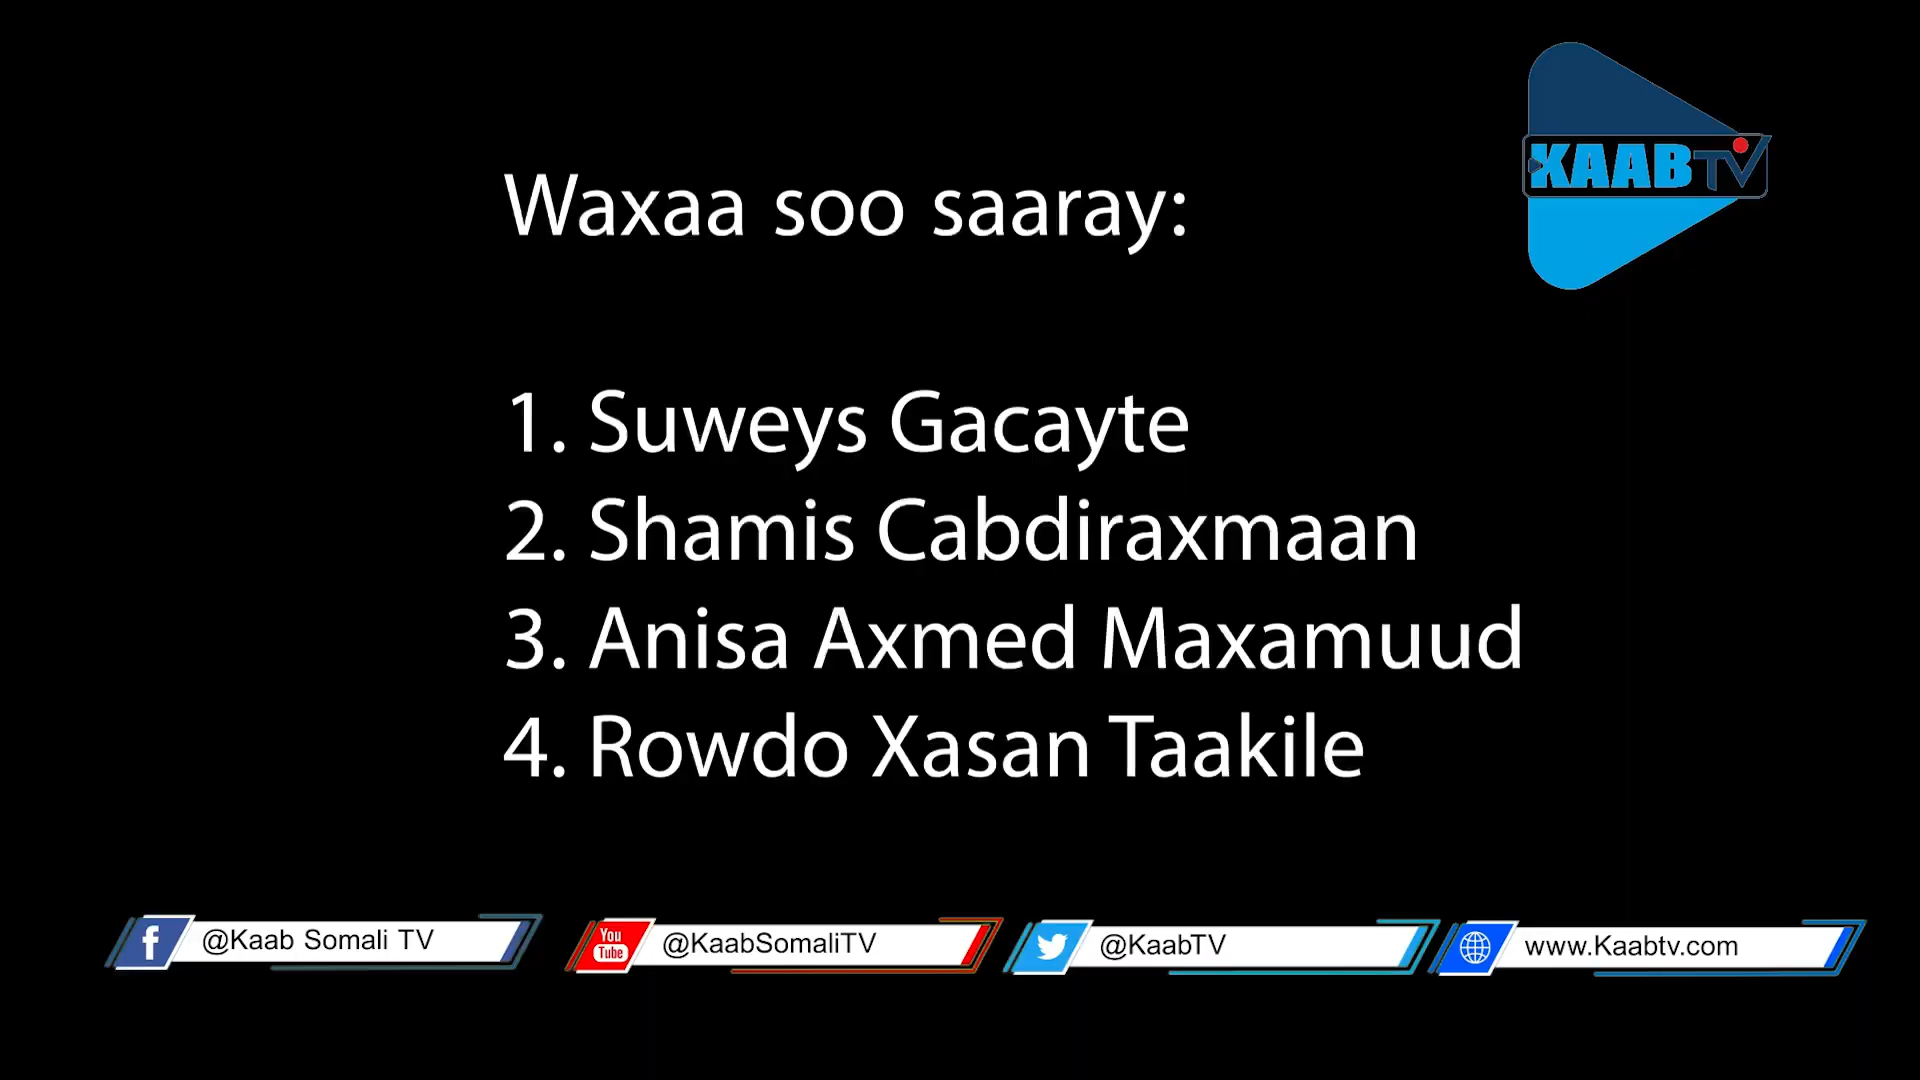 KAABTV
Waxaa soo saaray:
1. Suweys Gacayte
2. Shamis Cabdiraxmaan
3. Anisa Axmed Maxamuud
4. Rowdo Xasan Taakile
f @Kaab Somali TV
You Tube @KaabSomaliTV
@KaabTV
www.Kaabtv.com